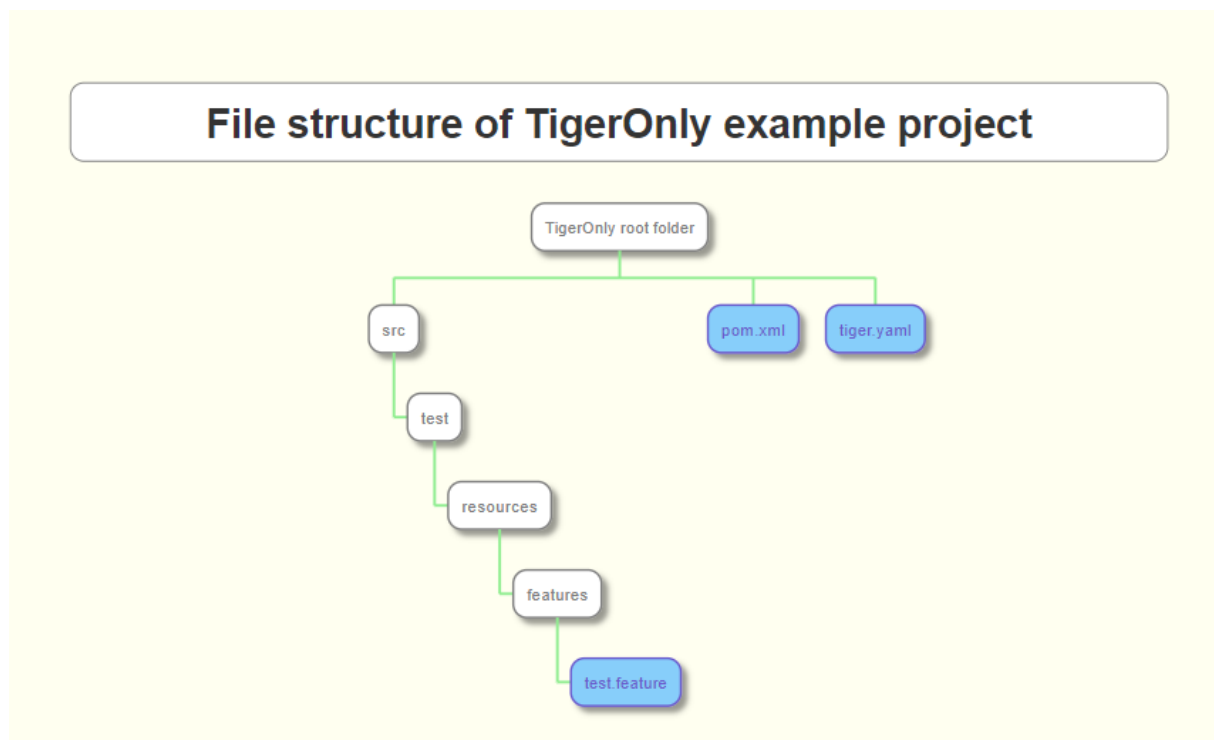 File structure of TigerOnly example project
TigerOnly root folder
src
pom.xml
tiger.yaml
test
resources
features
test.feature